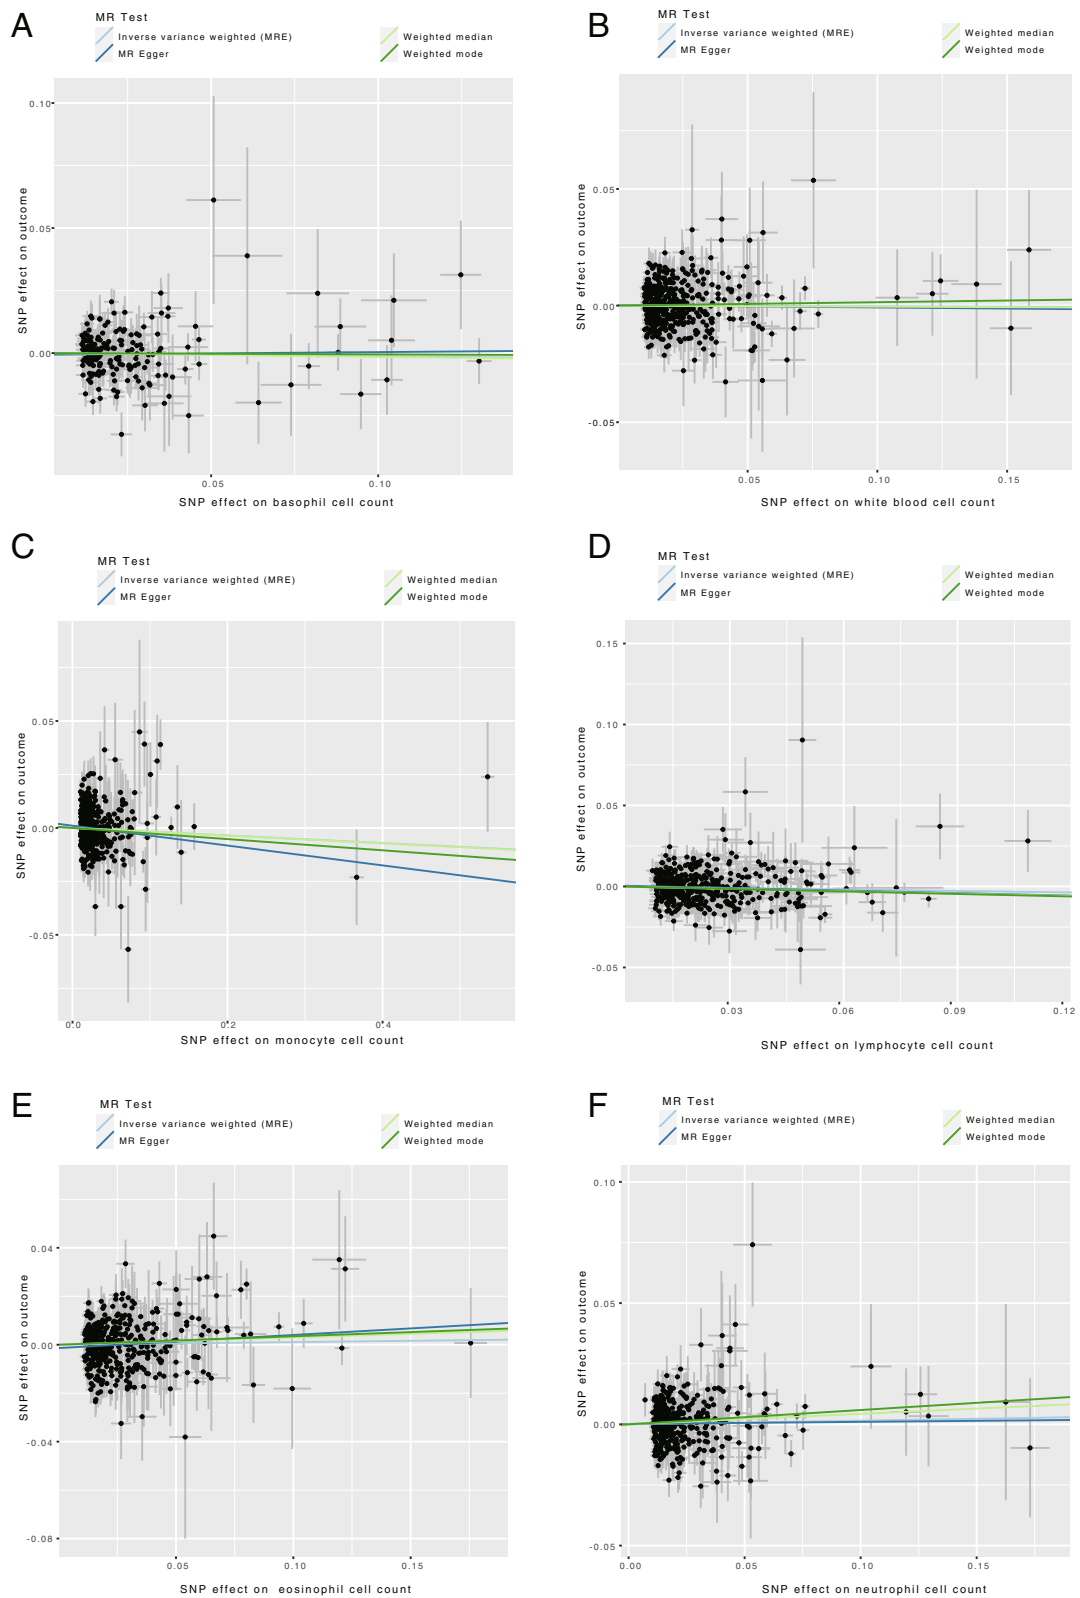 A
MR Test
Inverse variance weighted (MRE)
Weighted median
MR Egger
Weighted mode
SNP effect on outcome
0.10
0.05
0.00
0.05
0.10
SNP effect on basophil cell count
B
MR Test
Inverse variance weighted (MRE)
Weighted median
MR Egger
Weighted mode
SNP effect on outcome
0.05
0.00
-0.05
0.05
0.10
0.15
SNP effect on white blood cell count
C
MR Test
Inverse variance weighted (MRE)
Weighted median
MR Egger
Weighted mode
SNP effect on outcome
0.05
0.00
-0.05
0.0
0.2
0.4
SNP effect on monocyte cell count
D
MR Test
Inverse variance weighted (MRE)
Weighted median
MR Egger
Weighted mode
SNP effect on outcome
0.15
0.10
0.05
0.00
-0.05
0.03
0.06
0.09
0.12
SNP effect on lymphocyte cell count
E
MR Test
Inverse variance weighted (MRE)
Weighted median
MR Egger
Weighted mode
SNP effect on outcome
0.04
0.00
-0.04
-0.08
0.05
0.10
0.15
SNP effect on eosinophil cell count
F
MR Test
Inverse variance weighted (MRE)
Weighted median
MR Egger
Weighted mode
SNP effect on outcome
0.10
0.05
0.00
-0.05
0.00
0.05
0.10
0.15
SNP effect on neutrophil cell count